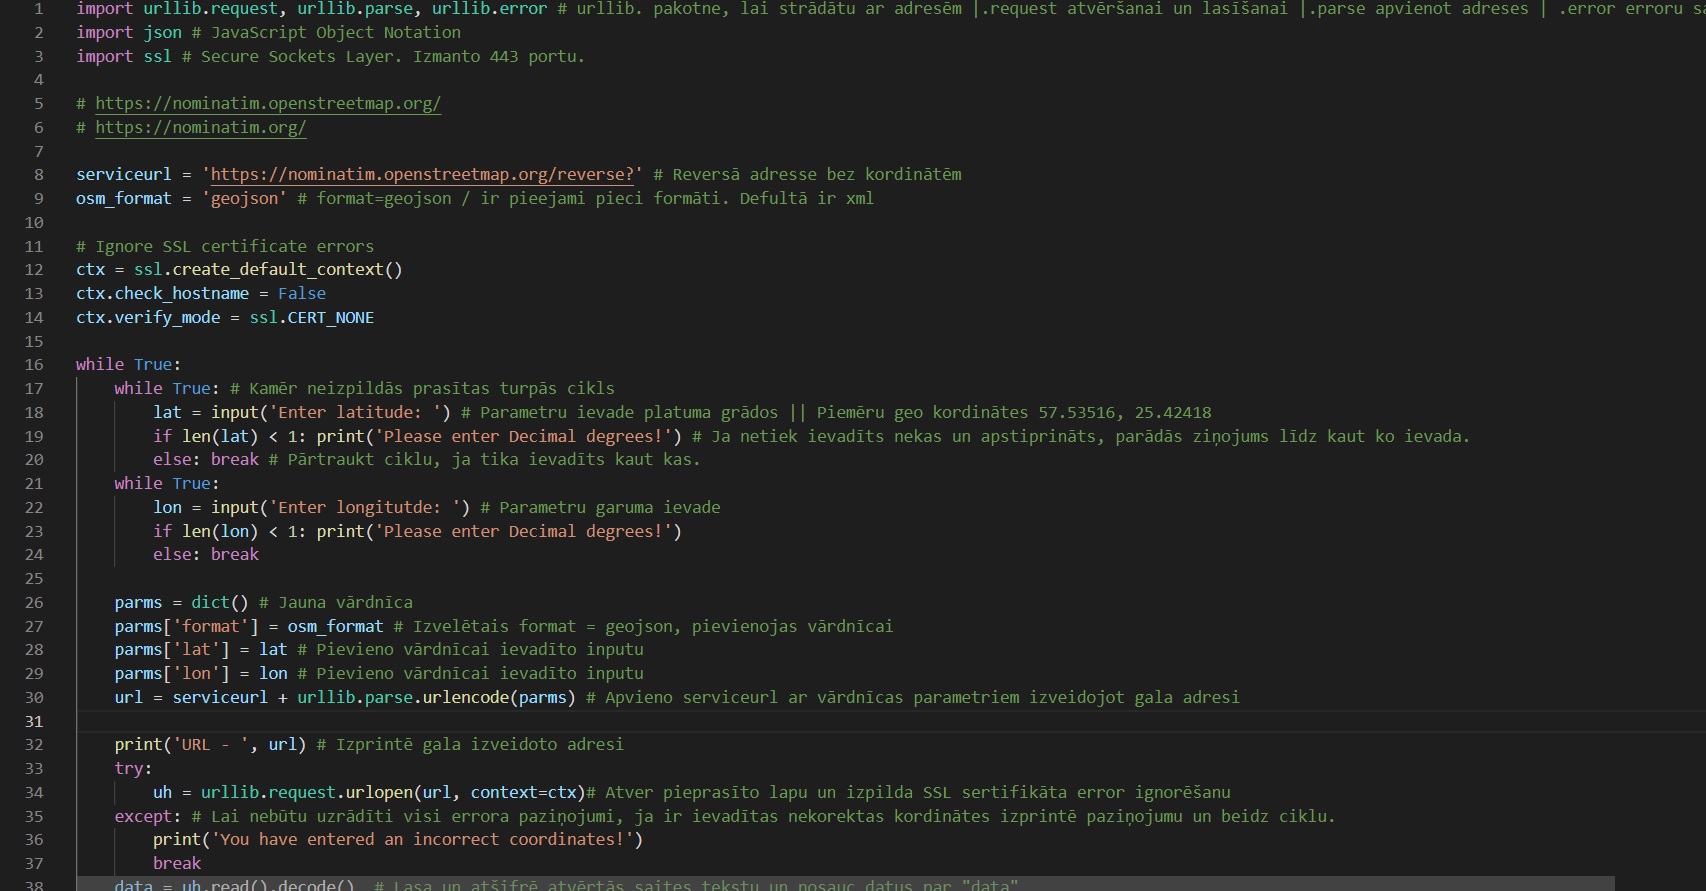 1 import urllib.request, urllib.parse, urllib.error # urllib. pakotne, lai strādātu ar adresēm |.request atvēršanai un lasīšanai |.parse apvienot adreses | .error erroru
2 import json # JavaScript Object Notation
3 import ssl # Secure Sockets Layer. Izmanto 443 portu.
4
5 # https://nominatim.openstreetmap.org/
6 # https://nominatim.org/
7
8 serviceurl = 'https://nominatim.openstreetmap.org/reverse?' # Reversā adresse bez kordinātēm
9 osm_format = 'geojson' # format=geojson / ir pieejami pieci formāti. Defultā ir xml
10
11 # Ignore SSL certificate errors
12 ctx = ssl.create_default_context()
13 ctx.check_hostname = False
14 ctx.verify_mode = ssl.CERT_NONE
15
16 while True:
17 while True: # Kamēr neizpildās prasītas turpās cikls
18 lat = input('Enter latitude: ') # Parametru ievade platuma grādos || Piemēru geo kordinātes 57.53516, 25.42418
19 if len(lat) < 1: print('Please enter Decimal degrees!') # Ja netiek ievadīts nekas un apstiprināts, parādās ziņojums līdz kaut ko ievada.
20 else: break # Pārtraukt ciklu, ja tika ievadīts kaut kas.
21 while True:
22 lon = input('Enter longitutde: ') # Parametru garuma ievade
23 if len(lon) < 1: print('Please enter Decimal degrees!')
24 else: break
25
26 parms = dict() # Jauna vārdnīca
27 parms['format'] = osm_format # Izvelētais format = geojson, pievienojas vārdnīcai
28 parms['lat'] = lat # Pievieno vārdnīcai ievadīto inputu
29 parms['lon'] = lon # Pievieno vārdnīcai ievadīto inputu
30 url = serviceurl + urllib.parse.urlencode(parms) # Apvieno serviceurl ar vārdnīcas parametriem izveidojot gala adresi
31
32 print('URL - ', url) # Izprintē gala izveidoto adresi
33 try:
34 uh = urllib.request.urlopen(url, context=ctx)# Atver pieprasīto lapu un izpilda SSL sertifikāta error ignorēšanu
35 except: # Lai nebūtu uzrādīti visi errora paziņojumi, ja ir ievadītas nekorektas kordinātes izprintē paziņojumu un beidz ciklu.
36 print('You have entered an incorrect coordinates!')
37 break
38 data = uh.read().decode() # Lasa un atšifrē atvērtās saites tekstu un nosauc datus par "data"